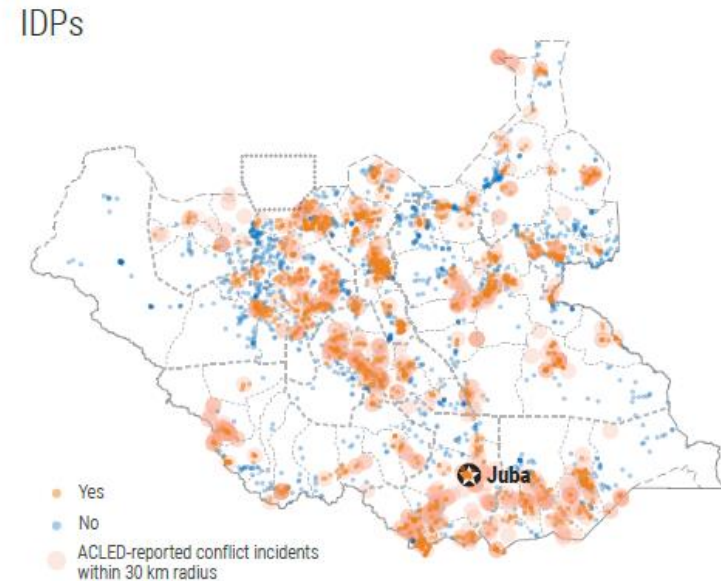 IDPs
Juba
Yes
No
ACLED-reported conflict incidents
within 30 km radius